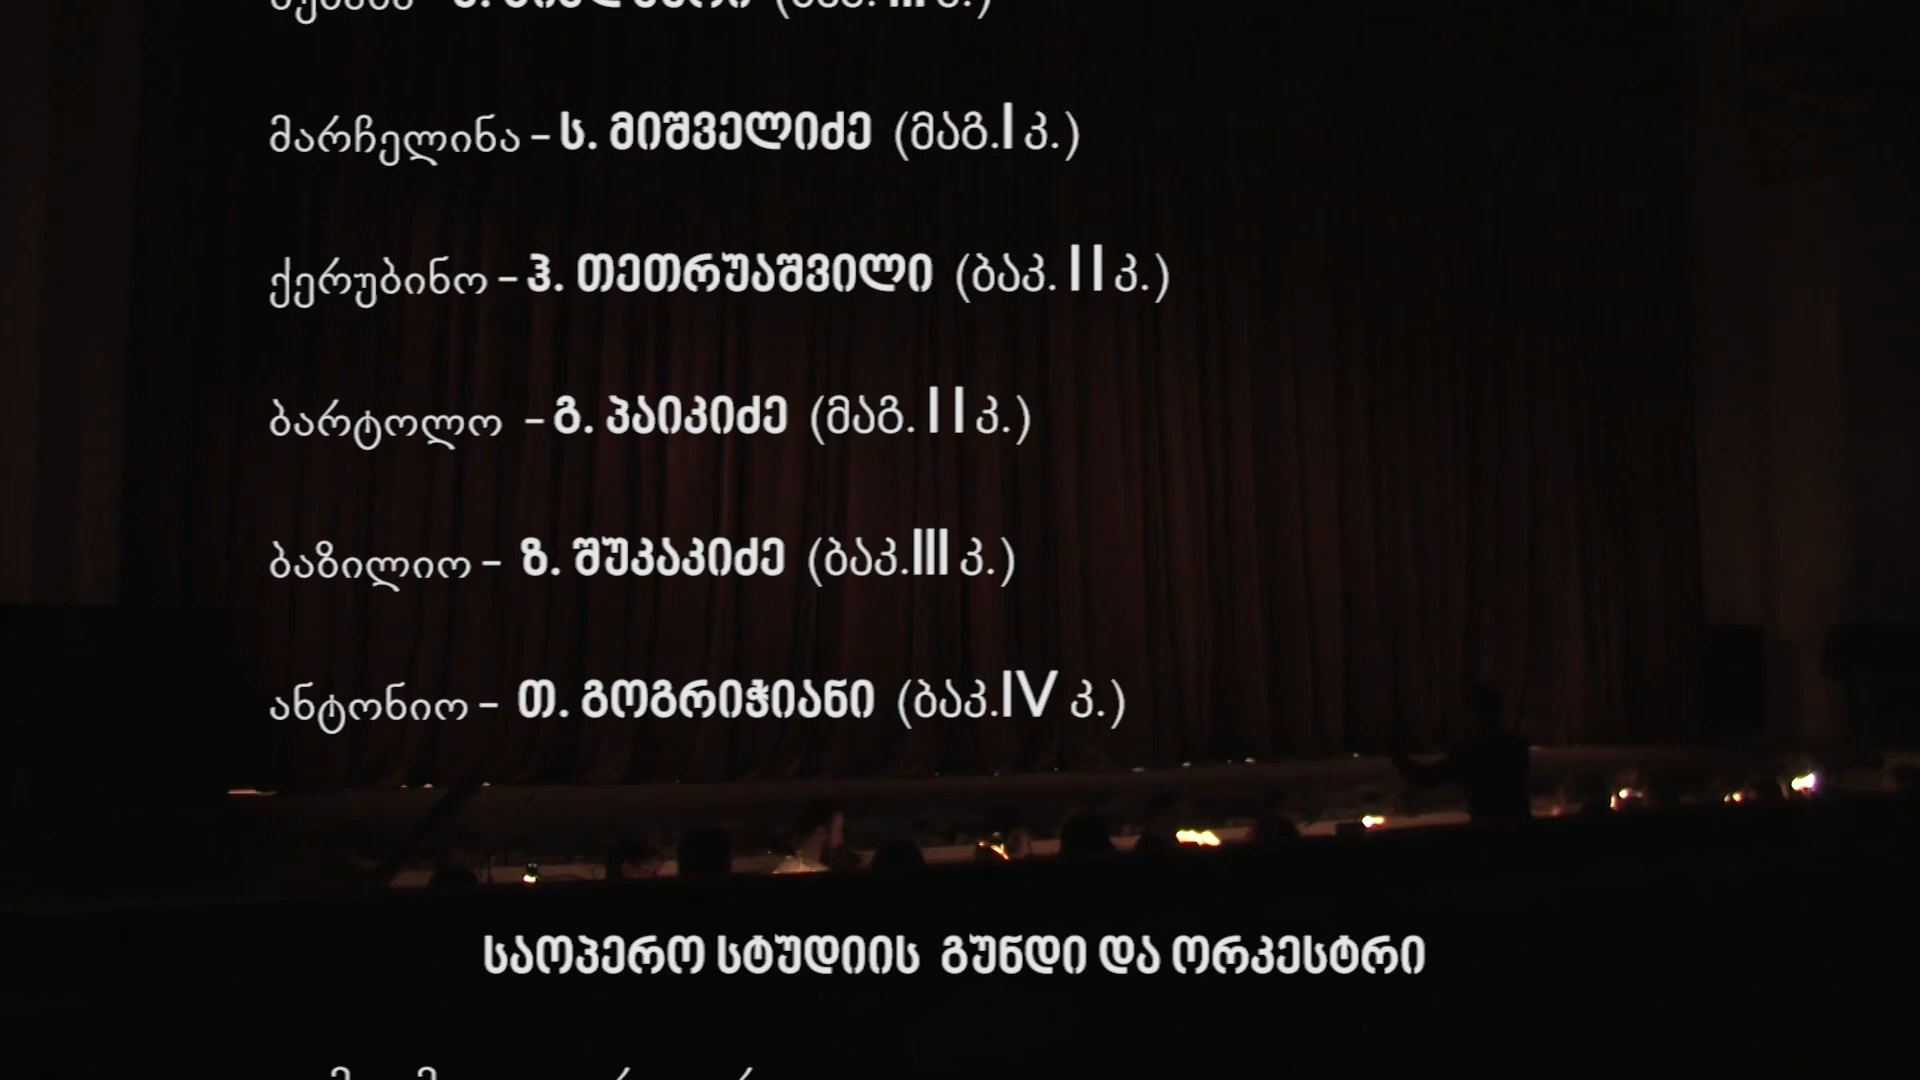 მარჩელინა – ს. მიშველიძე (მაგ. I კ.)
ქერუბინო – ჰ. თეთრუაშვილი (ბაკ. II კ.)
ბარტოლო – გ. პაიკიძე (მაგ. II კ.)
ბაზილიო – ზ. შუკაკიძე (ბაკ. III კ.)
ანტონიო – თ. გოგრიჭიანი (ბაკ. IV კ.)
საოპერო სტუდიის გუნდი და ორკესტრი